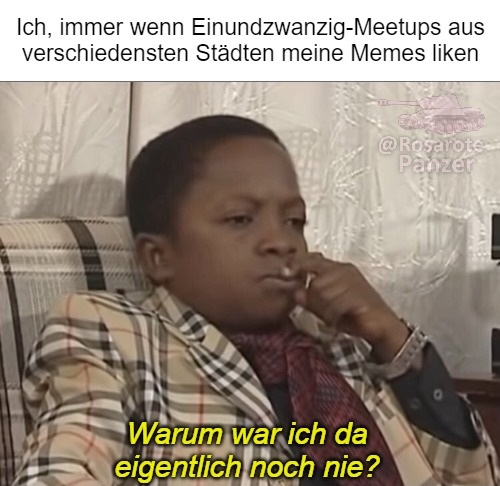 Ich, immer wenn Einundzwanzig-Meetups aus
verschiedensten Städten meine Memes liken
@Rosarote
Panzer
Warum war ich da
eigentlich noch nie?